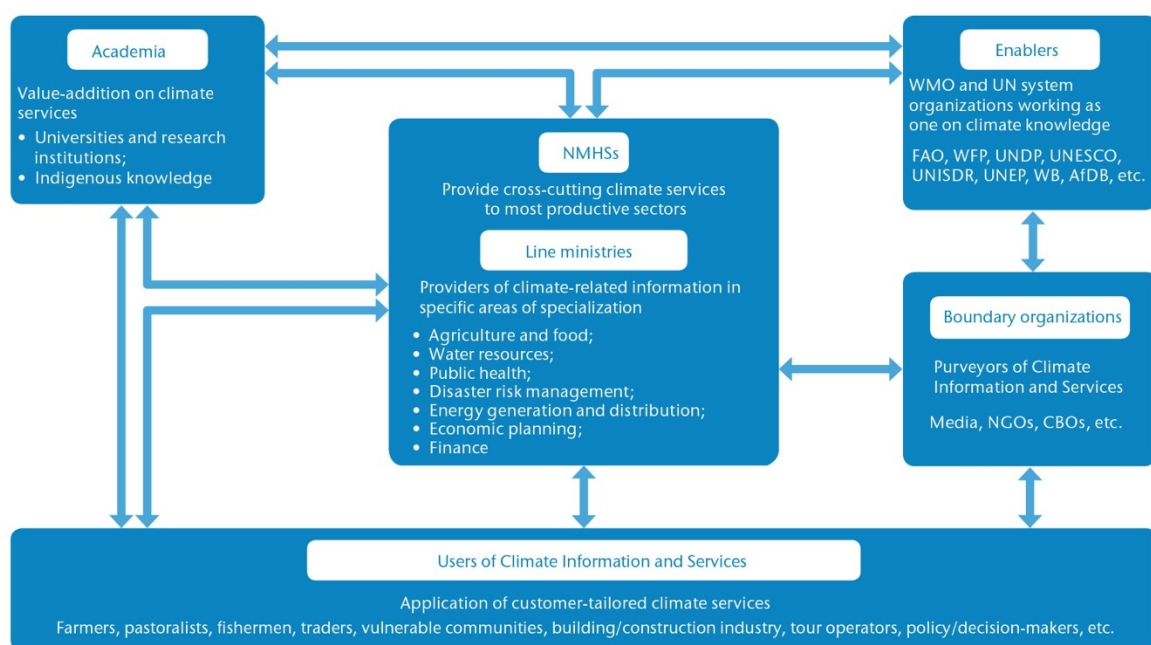 Academia
Value-addition on climate
services
• Universities and research
institutions;
• Indigenous knowledge
Enablers
WMO and UN system
organizations working as
one on climate knowledge
FAO, WFP, UNDP, UNESCO,
UNISDR, UNEP, WB, AfDB, etc.
NMHSs
Provide cross-cutting climate services
to most productive sectors
Line ministries
Providers of climate-related information in
specific areas of specialization
• Agriculture and food;
• Water resources;
• Public health;
• Disaster risk management;
• Energy generation and distribution;
• Economic planning;
• Finance
Boundary organizations
Purveyors of Climate
Information and Services
Media, NGOs, CBOs, etc.
Users of Climate Information and Services
Application of customer-tailored climate services
Farmers, pastoralists, fishermen, traders, vulnerable communities, building/construction industry, tour operators, policy/decision-makers, etc.